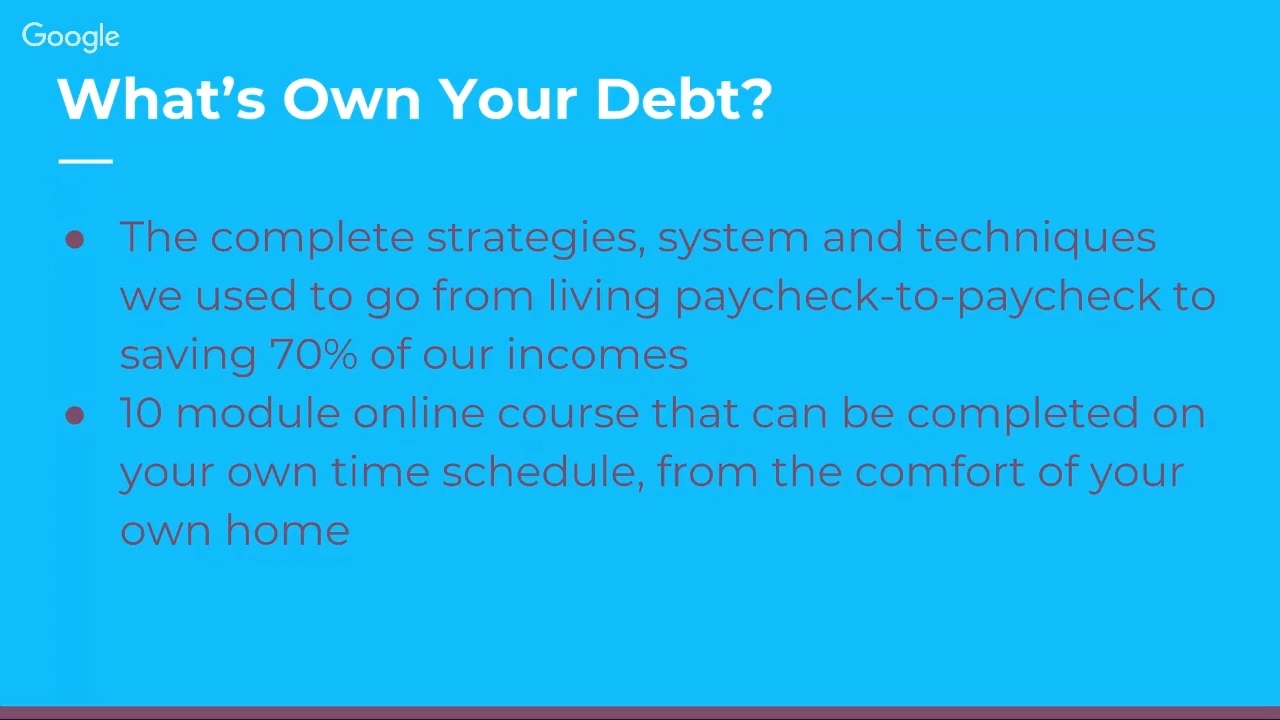 Google
What’s Own Your Debt?
● The complete strategies, system and techniques
we used to go from living paycheck-to-paycheck to
saving 70% of our incomes
● 10 module online course that can be completed on
your own time schedule, from the comfort of your
own home